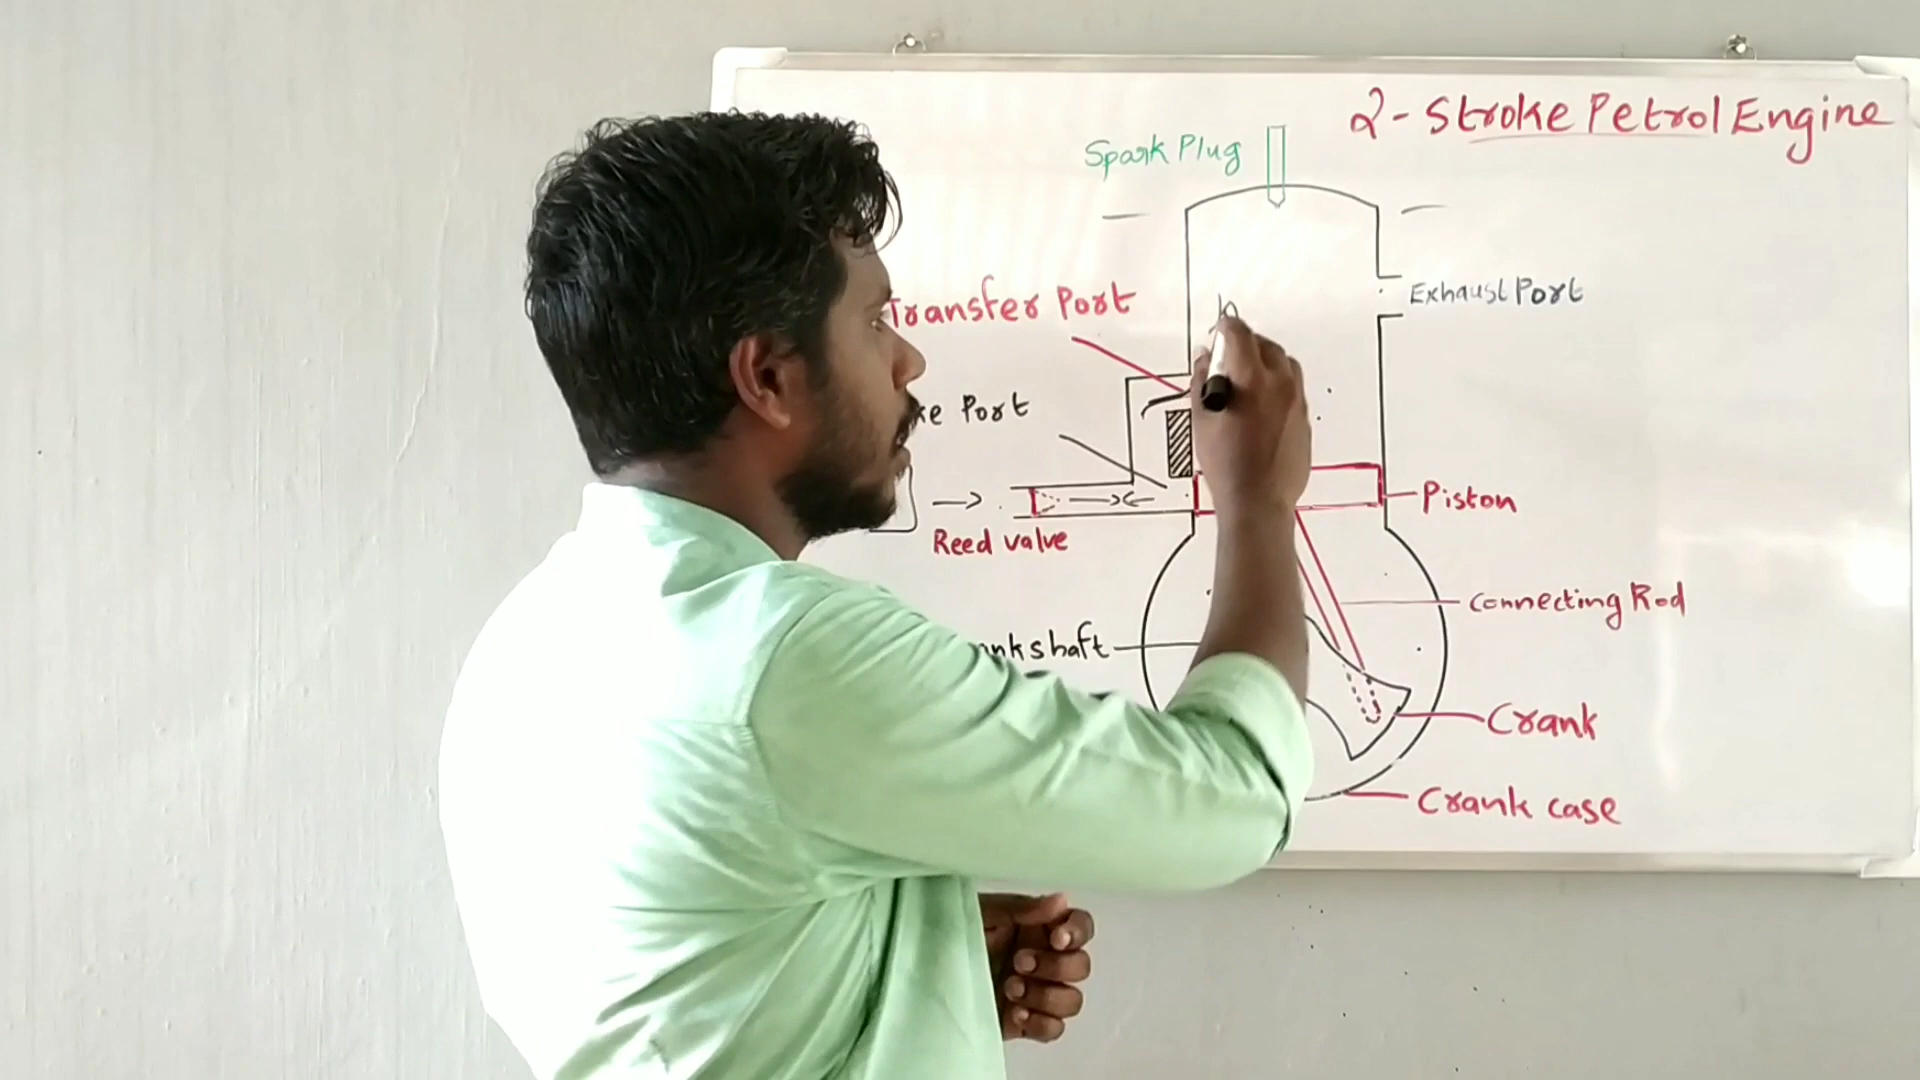 2-Stroke Petrol Engine
Spark Plug
Exhaust Port
Transfer Port
Port
Piston
Reed valve
Connecting Rod
Crank
Crank case